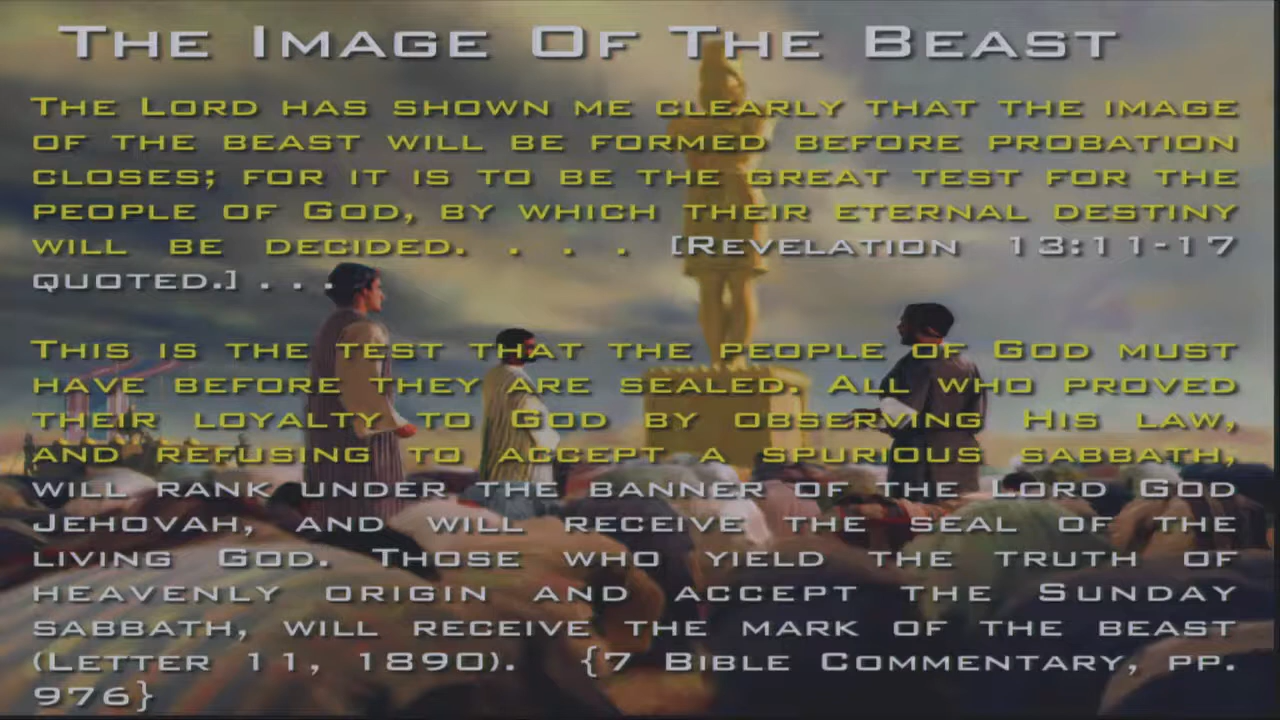 The Image Of The Beast
The Lord has shown me clearly that the image
of the beast will be formed before probation
closes; for it is to be the great test for the
people of God, by which their eternal destiny
will be decided. . . . [Revelation 13:11-17
quoted.] . . .
This is the test that the people of God must
have before they are sealed. All who proved
their loyalty to God by observing His law,
and refusing to accept a spurious sabbath,
will rank under the banner of the Lord God
Jehovah, and will receive the seal of the
living God. Those who yield the truth of
heavenly origin and accept the Sunday
sabbath, will receive the mark of the beast
(Letter 11, 1890). {7 Bible Commentary, pp.
976}